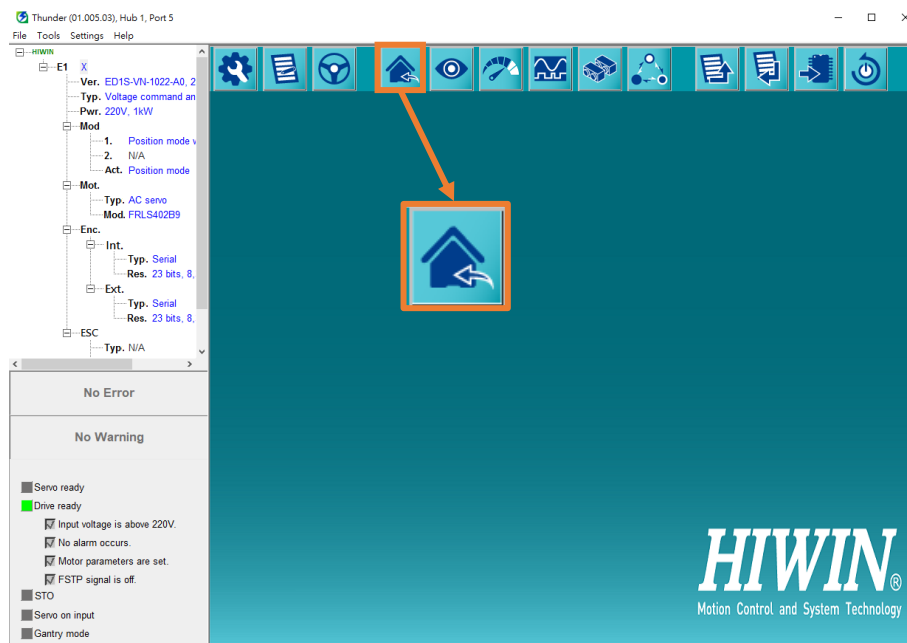 Thunder (01.005.03), Hub 1, Port 5
File Tools Settings Help
HIWIN
E1 X
Ver. ED1S-VN-1022-A0, 2
Typ. Voltage command an
Pwr. 220V, 1kW
Mod
1. Position mode w
2. N/A
Act. Position mode
Mot.
Typ. AC servo
Mod. FRLS402B9
Enc.
Int.
Typ. Serial
Res. 23 bits, 8,
Ext.
Typ. Serial
Res. 23 bits, 8,
ESC
Typ. N/A
No Error
No Warning
Servo ready
Drive ready
Input voltage is above 220V.
No alarm occurs.
Motor parameters are set.
FSTP signal is off.
STO
Servo on input
Gantry mode
HIWIN®
Motion Control and System Technology